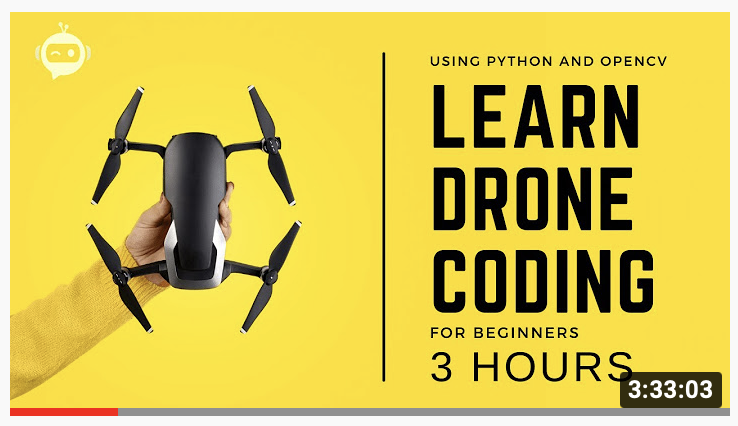 USING PYTHON AND OPENCV
LEARN
DRONE
CODING
FOR BEGINNERS
3 HOURS
3:33:03